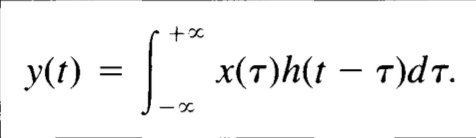 y(t) = ∫_{-∞}^{+∞} x(τ)h(t − τ)dτ.